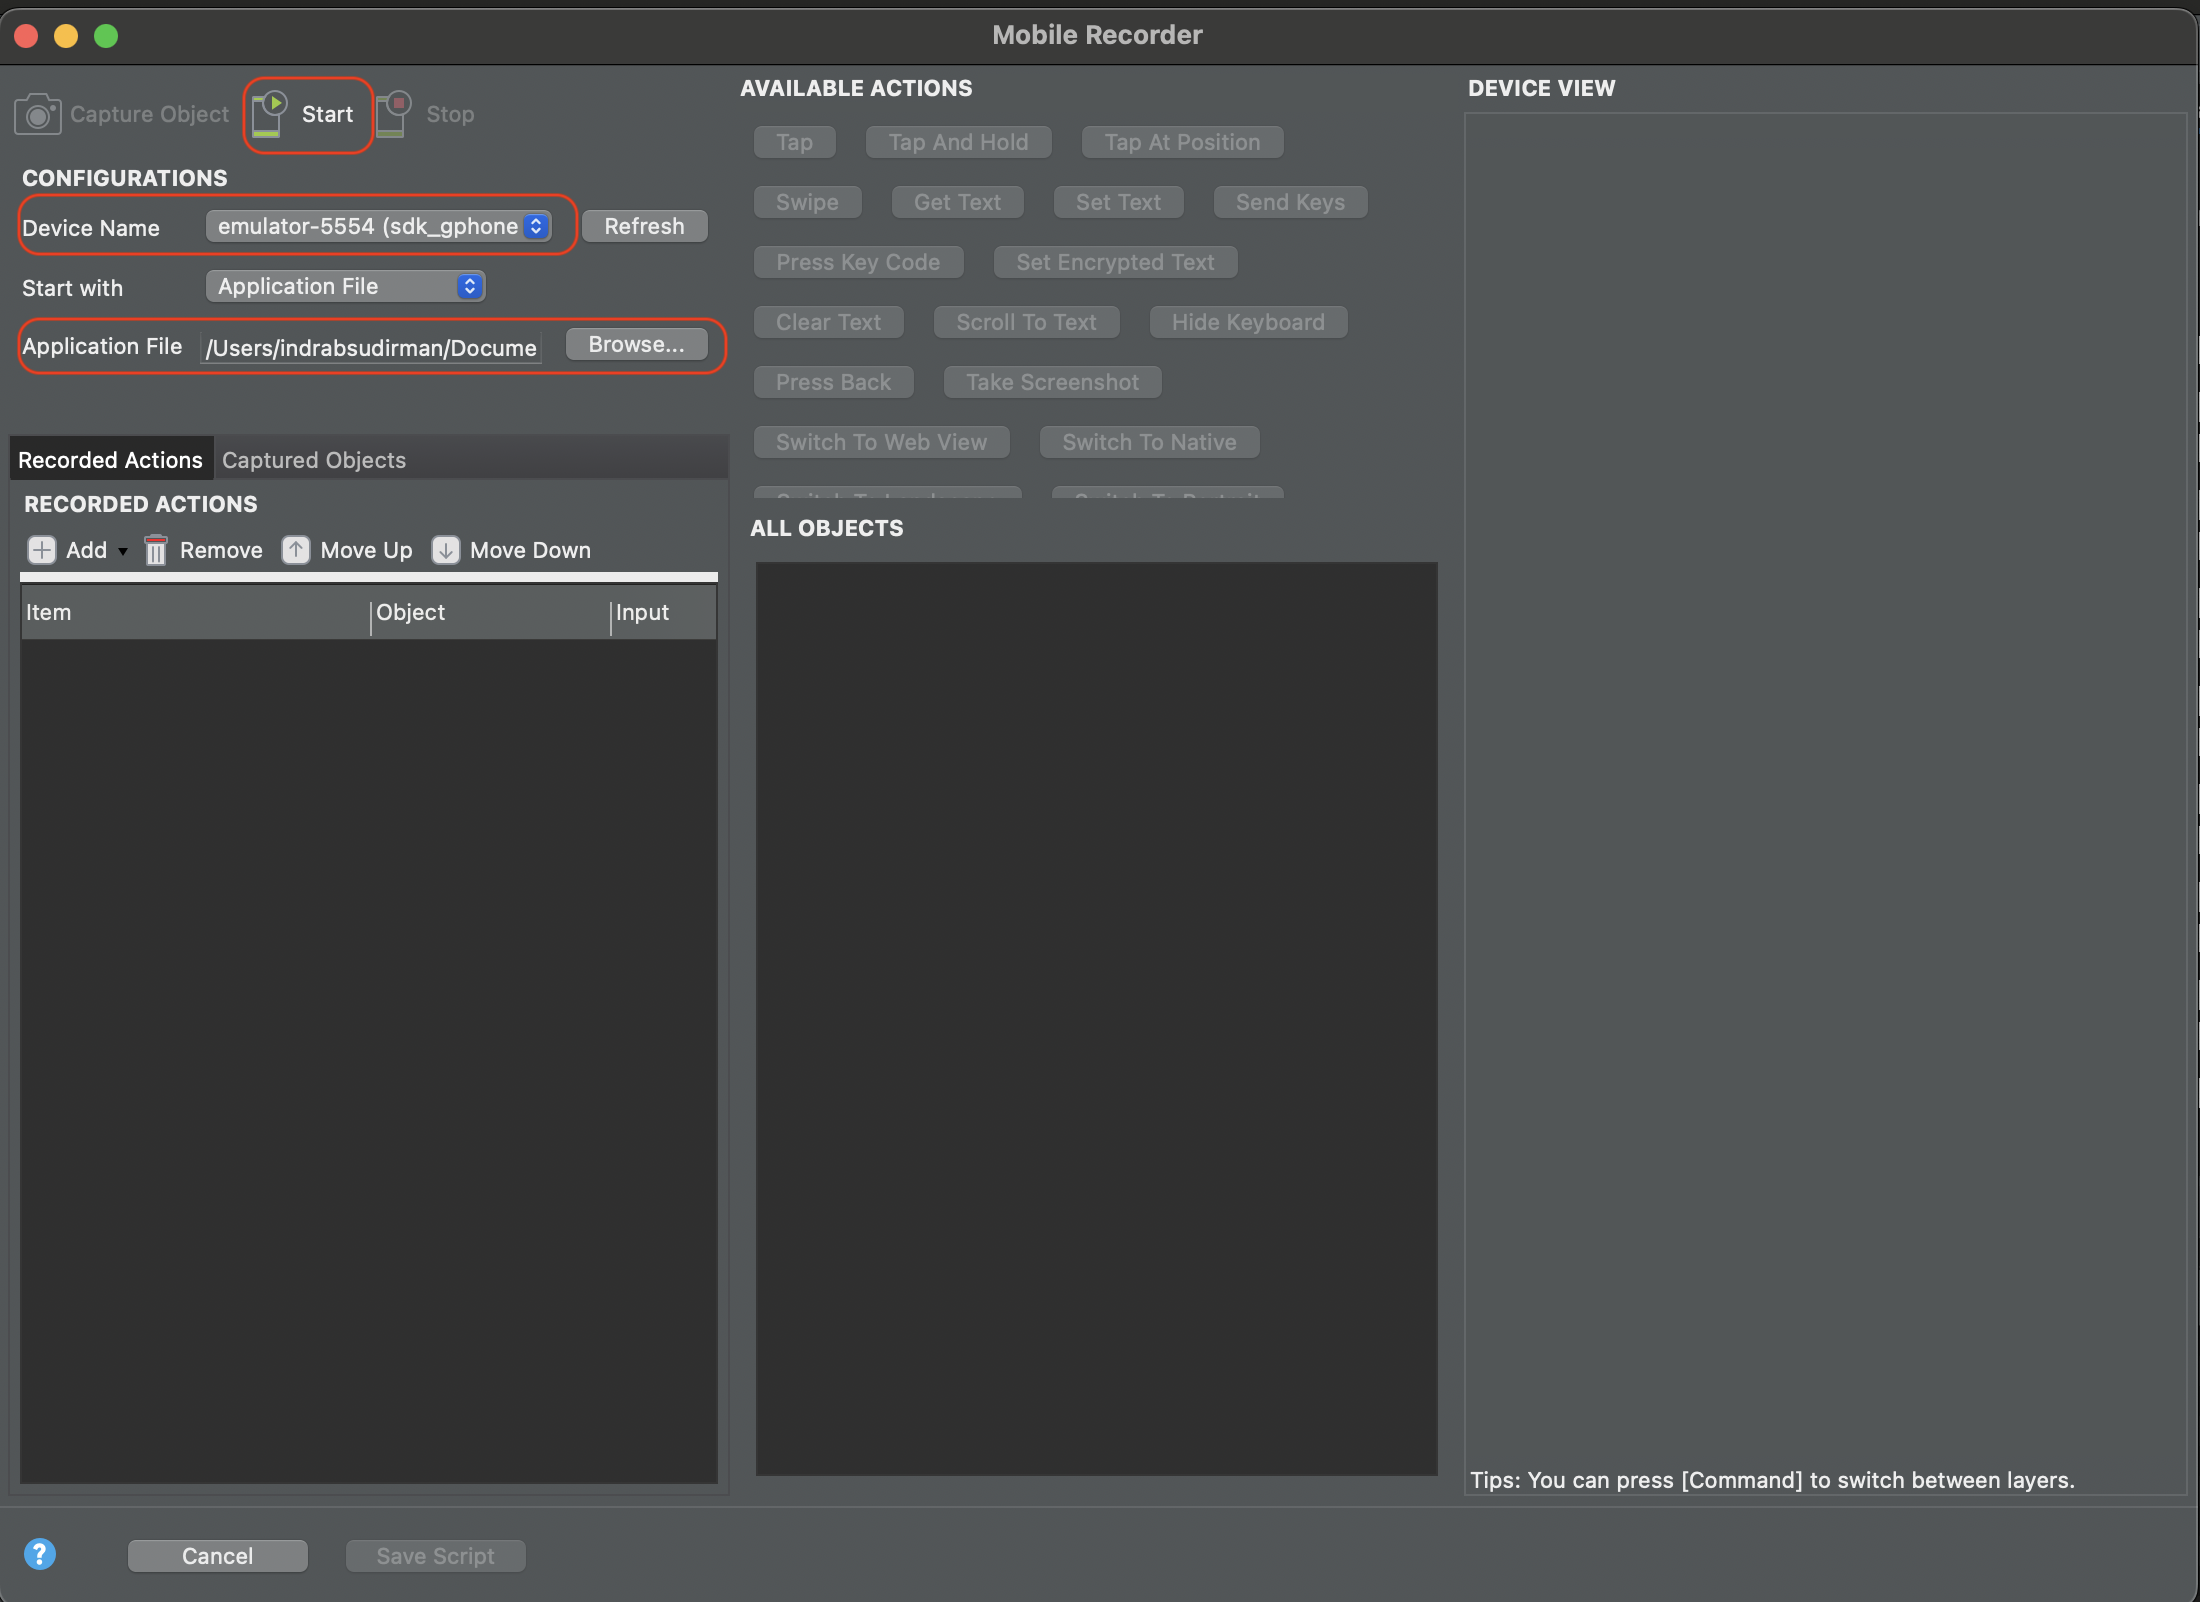 Mobile Recorder
Capture Object Start Stop
CONFIGURATIONS
Device Name emulator-5554 (sdk_gphone Refresh
Start with Application File
Application File /Users/indrabsudirman/Docume Browse...
Recorded Actions Captured Objects
RECORDED ACTIONS
Add Remove Move Up Move Down
Item Object Input
AVAILABLE ACTIONS
Tap Tap And Hold Tap At Position
Swipe Get Text Set Text Send Keys
Press Key Code Set Encrypted Text
Clear Text Scroll To Text Hide Keyboard
Press Back Take Screenshot
Switch To Web View Switch To Native
ALL OBJECTS
DEVICE VIEW
Tips: You can press [Command] to switch between layers.
? Cancel Save Script